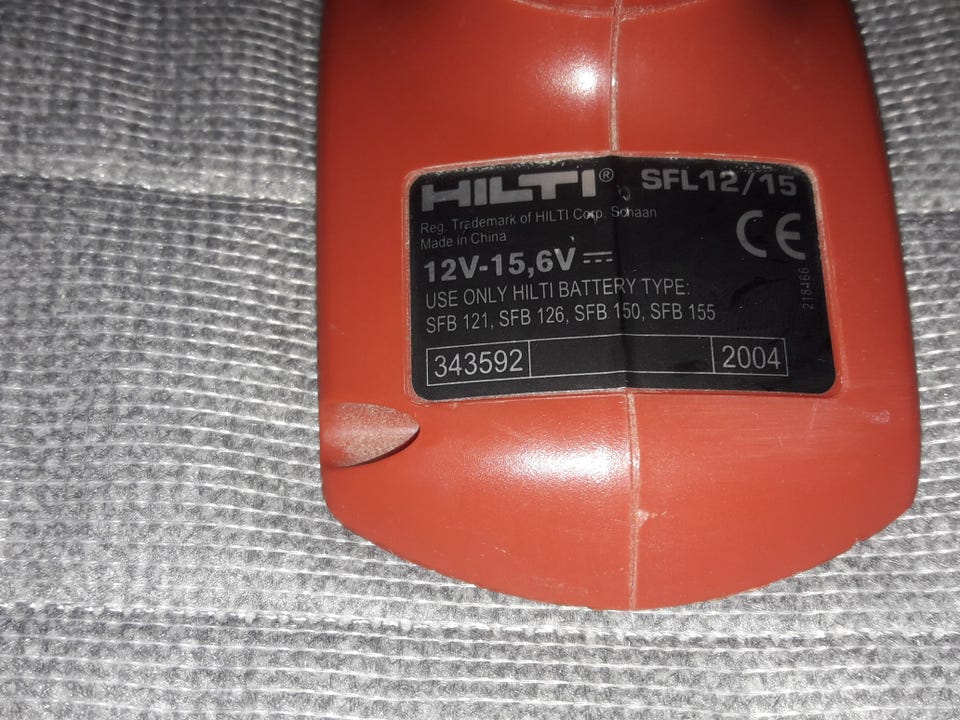 HILTI® SFL12/15
Reg. Trademark of HILTI Corp. Schaan
Made in China
CE
12V-15,6V
USE ONLY HILTI BATTERY TYPE:
SFB 121, SFB 126, SFB 150, SFB 155
218466
343592 2004